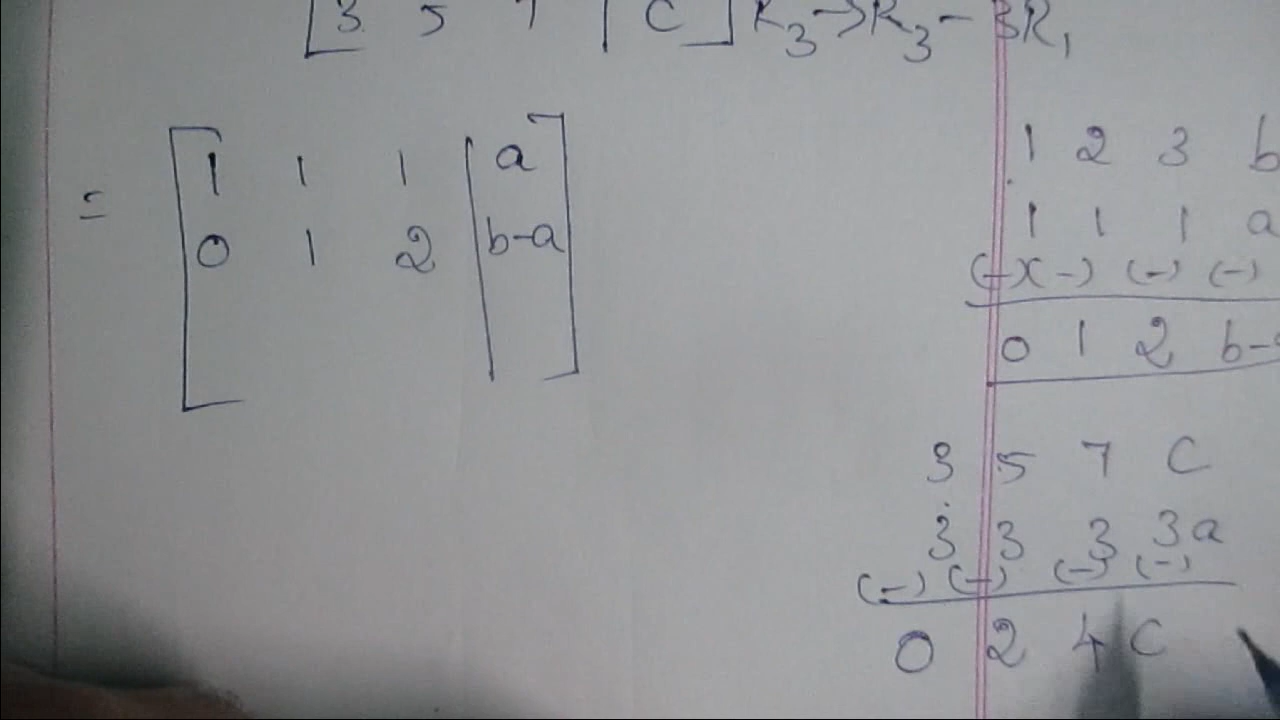 3 5 7 | C R₃→R₃-3R₁
= 1 1 1 | a
0 1 2 | b-a
1 2 3 b
1 1 1 a
(-) (-) (-) (-)
0 1 2 b-
3 5 7 C
3 3 3 3a
(-) (-) (-) (-)
0 2 4 C